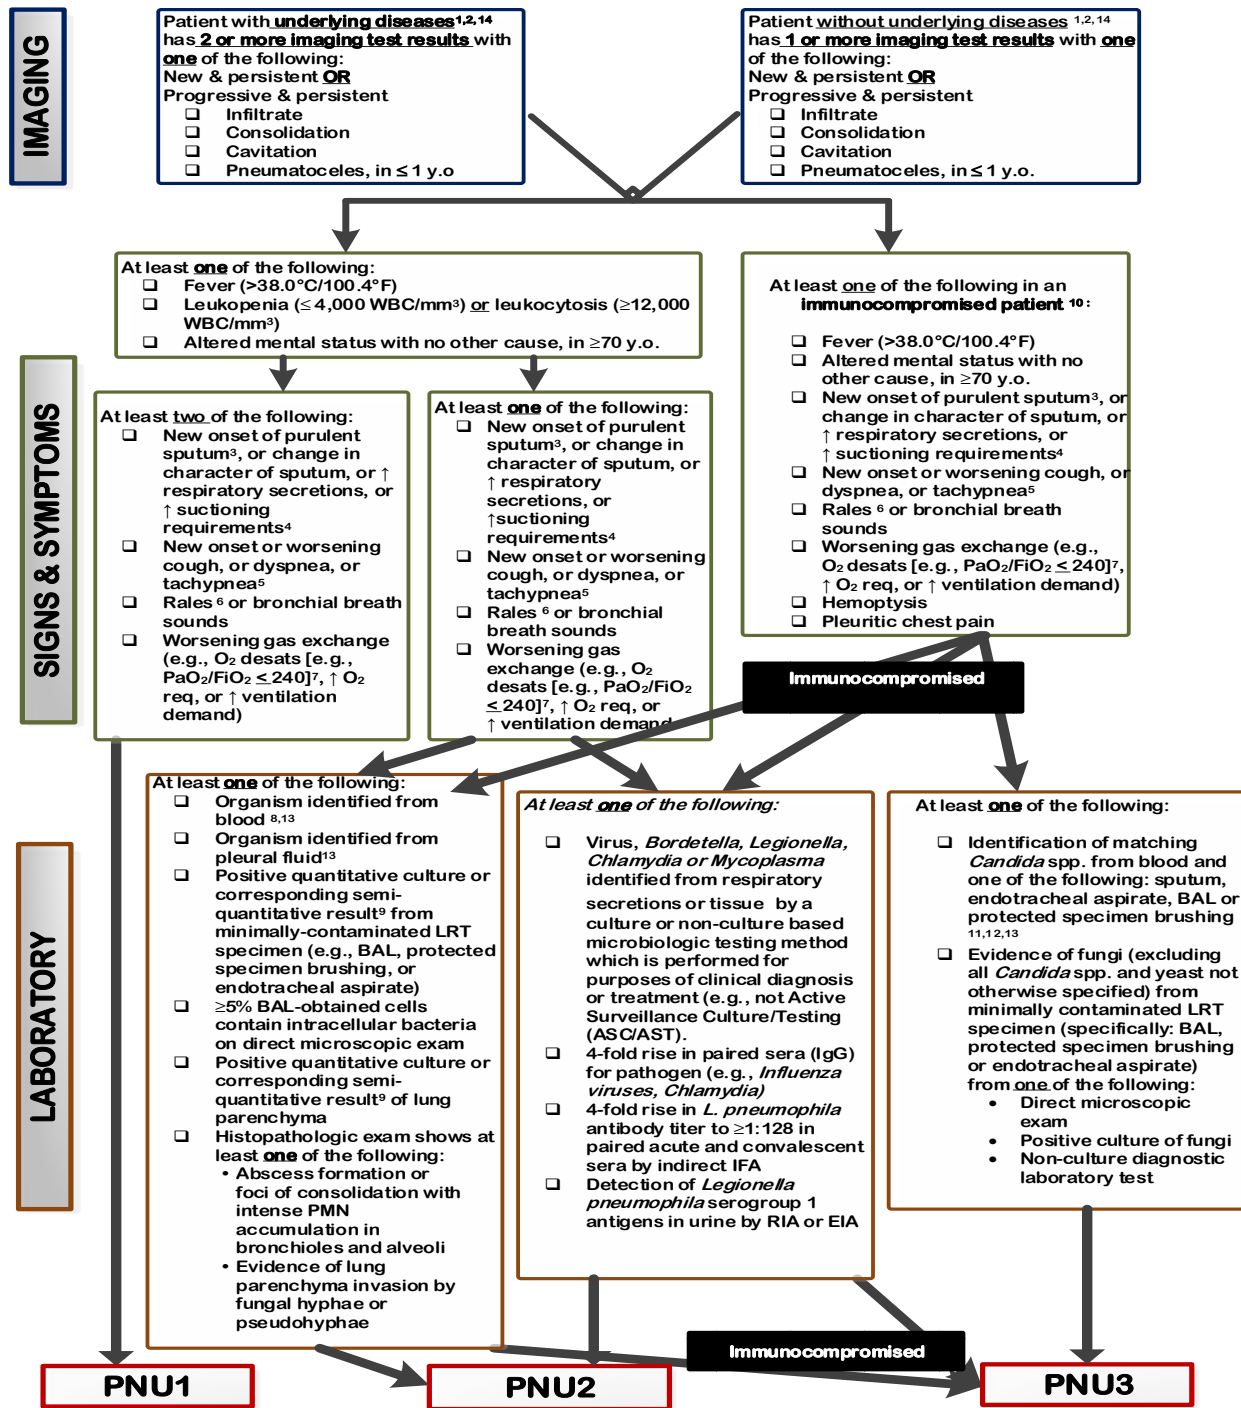 IMAGING
Patient with underlying diseases1,2,14
has 2 or more imaging test results with
one of the following:
New & persistent OR
Progressive & persistent
❑ Infiltrate
❑ Consolidation
❑ Cavitation
❑ Pneumatoceles, in ≤ 1 y.o
Patient without underlying diseases 1,2,14
has 1 or more imaging test results with one
of the following:
New & persistent OR
Progressive & persistent
❑ Infiltrate
❑ Consolidation
❑ Cavitation
❑ Pneumatoceles, in ≤ 1 y.o.
SIGNS & SYMPTOMS
At least one of the following:
❑ Fever (>38.0°C/100.4°F)
❑ Leukopenia (≤ 4,000 WBC/mm³) or leukocytosis (≥12,000
WBC/mm³)
❑ Altered mental status with no other cause, in ≥70 y.o.
At least two of the following:
❑ New onset of purulent
sputum³, or change in
character of sputum, or ↑
respiratory secretions, or
↑ suctioning
requirements⁴
❑ New onset or worsening
cough, or dyspnea, or
tachypnea⁵
❑ Rales ⁶ or bronchial breath
sounds
❑ Worsening gas exchange
(e.g., O₂ desats [e.g.,
PaO₂/FiO₂ ≤240]⁷, ↑ O₂
req, or ↑ ventilation
demand)
At least one of the following:
❑ New onset of purulent
sputum³, or change in
character of sputum, or
↑ respiratory
secretions, or
↑suctioning
requirements⁴
❑ New onset or worsening
cough, or dyspnea, or
tachypnea⁵
❑ Rales ⁶ or bronchial
breath sounds
❑ Worsening gas
exchange (e.g., O₂
desats [e.g., PaO₂/FiO₂
≤240]⁷, ↑ O₂ req, or
↑ ventilation demand
At least one of the following in an
immunocompromised patient ¹⁰:
❑ Fever (>38.0°C/100.4°F)
❑ Altered mental status with no
other cause, in ≥70 y.o.
❑ New onset of purulent sputum³, or
change in character of sputum, or
↑ respiratory secretions, or
↑ suctioning requirements⁴
❑ New onset or worsening cough, or
dyspnea, or tachypnea⁵
❑ Rales ⁶ or bronchial breath
sounds
❑ Worsening gas exchange (e.g.,
O₂ desats [e.g., PaO₂/FiO₂ ≤240]⁷,
↑ O₂ req, or ↑ ventilation demand)
❑ Hemoptysis
❑ Pleuritic chest pain
Immunocompromised
LABORATORY
At least one of the following:
❑ Organism identified from
blood 8,13
❑ Organism identified from
pleural fluid¹³
❑ Positive quantitative culture or
corresponding semi-
quantitative result⁹ from
minimally-contaminated LRT
specimen (e.g., BAL, protected
specimen brushing, or
endotracheal aspirate)
❑ ≥5% BAL-obtained cells
contain intracellular bacteria
on direct microscopic exam
❑ Positive quantitative culture or
corresponding semi-
quantitative result⁹ of lung
parenchyma
❑ Histopathologic exam shows at
least one of the following:
• Abscess formation or
foci of consolidation with
intense PMN
accumulation in
bronchioles and alveoli
• Evidence of lung
parenchyma invasion by
fungal hyphae or
pseudohyphae
At least one of the following:
❑ Virus, Bordetella, Legionella,
Chlamydia or Mycoplasma
identified from respiratory
secretions or tissue by a
culture or non-culture based
microbiologic testing method
which is performed for
purposes of clinical diagnosis
or treatment (e.g., not Active
Surveillance Culture/Testing
(ASC/AST).
❑ 4-fold rise in paired sera (IgG)
for pathogen (e.g., Influenza
viruses, Chlamydia)
❑ 4-fold rise in L. pneumophila
antibody titer to ≥1:128 in
paired acute and convalescent
sera by indirect IFA
❑ Detection of Legionella
pneumophila serogroup 1
antigens in urine by RIA or EIA
At least one of the following:
❑ Identification of matching
Candida spp. from blood and
one of the following: sputum,
endotracheal aspirate, BAL or
protected specimen brushing
11,12,13
❑ Evidence of fungi (excluding
all Candida spp. and yeast not
otherwise specified) from
minimally contaminated LRT
specimen (specifically: BAL,
protected specimen brushing
or endotracheal aspirate)
from one of the following:
• Direct microscopic
exam
• Positive culture of fungi
• Non-culture diagnostic
laboratory test
Immunocompromised
PNU1
PNU2
PNU3